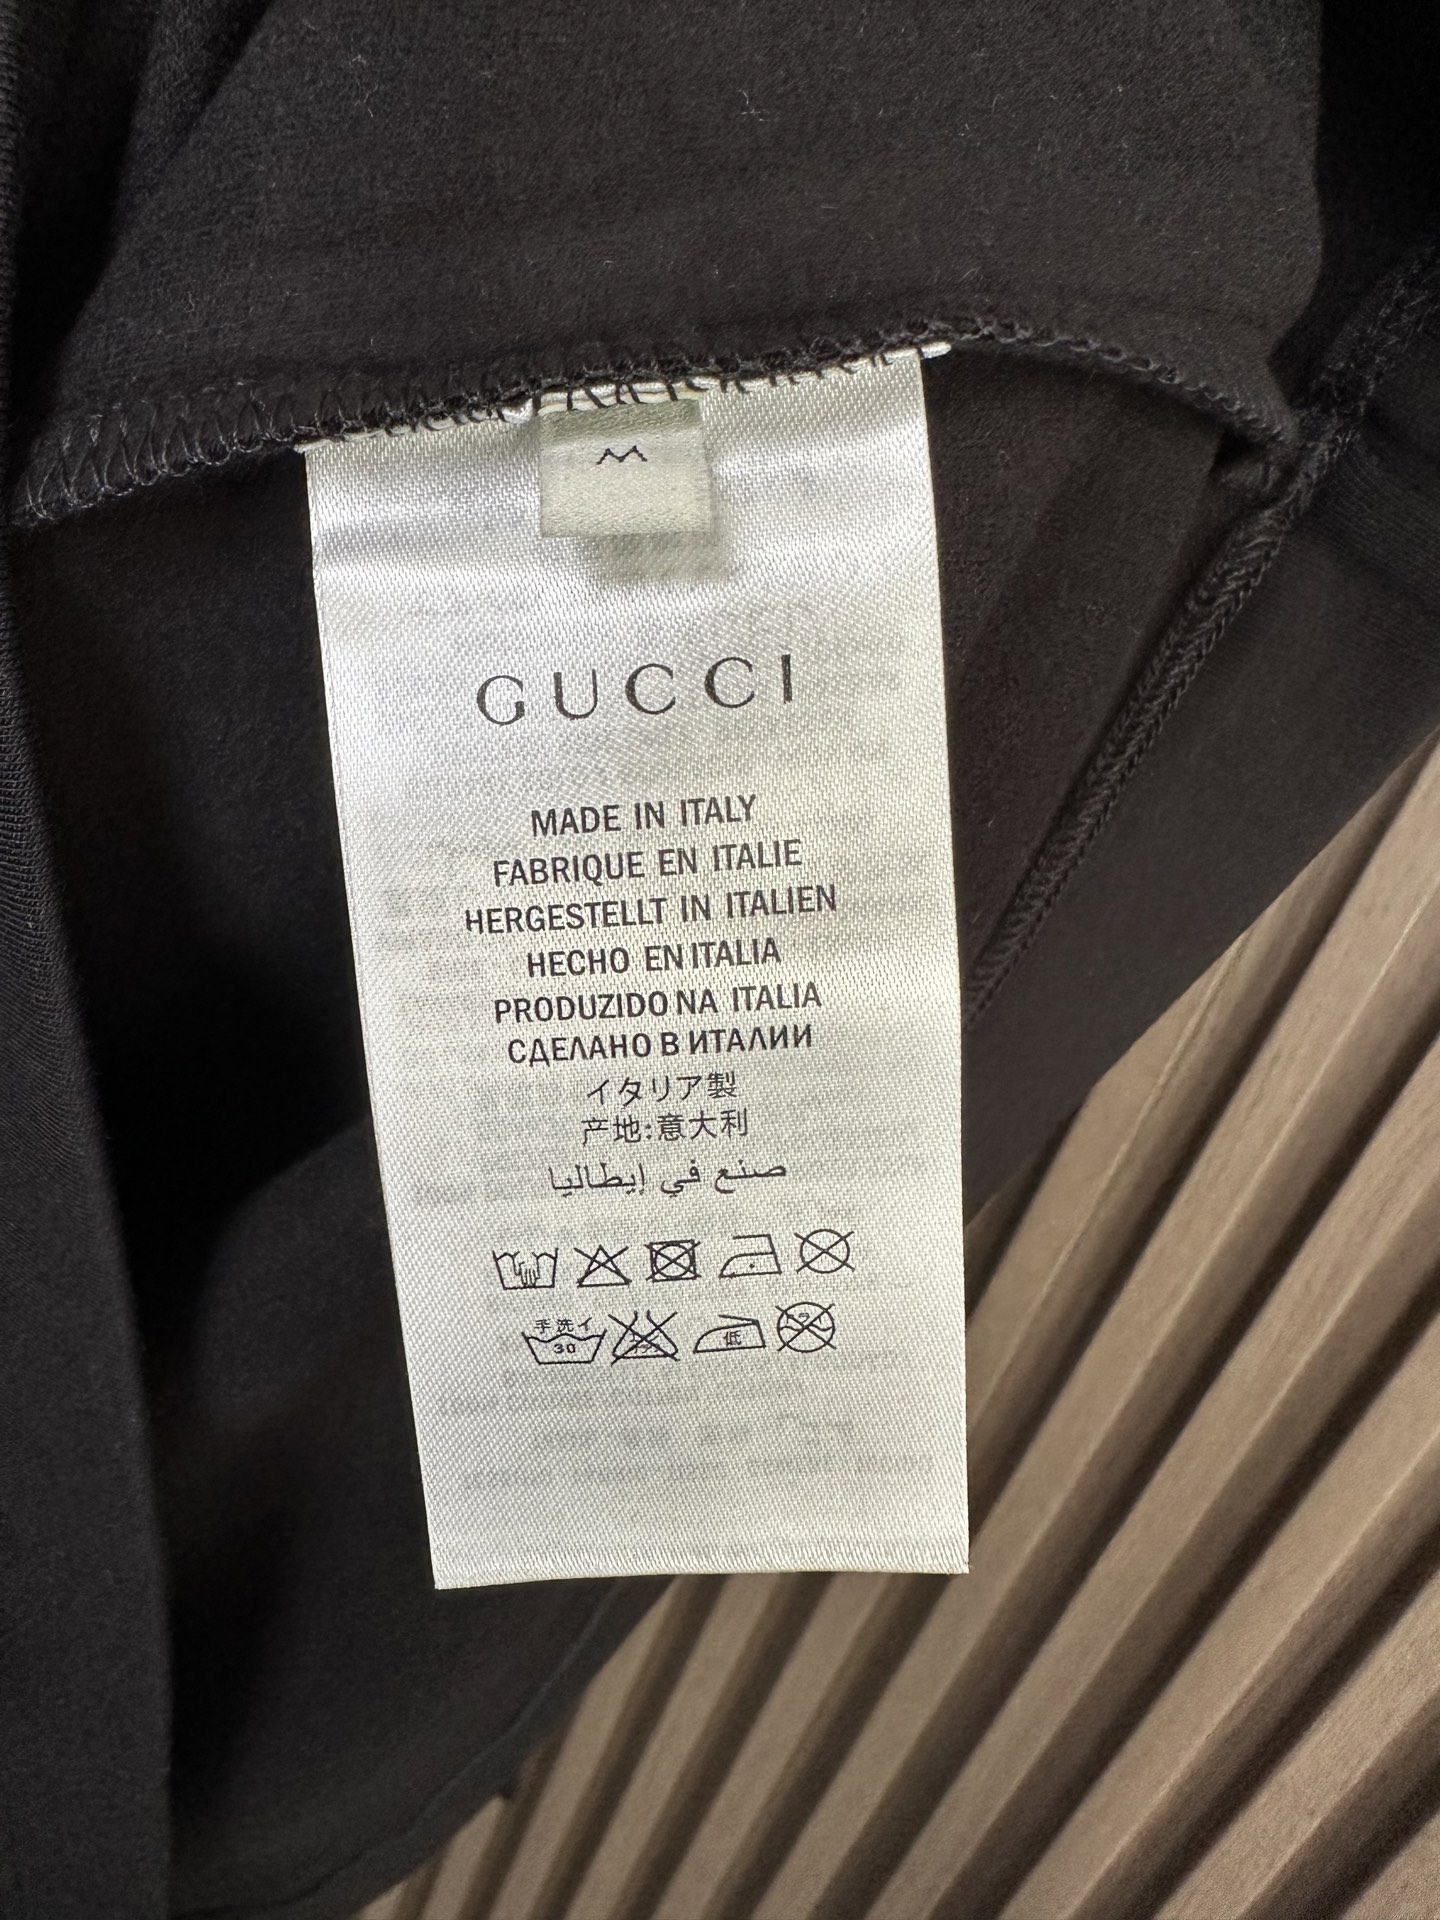 M
GUCCI
MADE IN ITALY
FABRIQUE EN ITALIE
HERGESTELLT IN ITALIEN
HECHO EN ITALIA
PRODUZIDO NA ITALIA
СДЕЛАНО В ИТАЛИИ
イタリア製
产地:意大利
صنع في إيطاليا
手洗イ
30
低